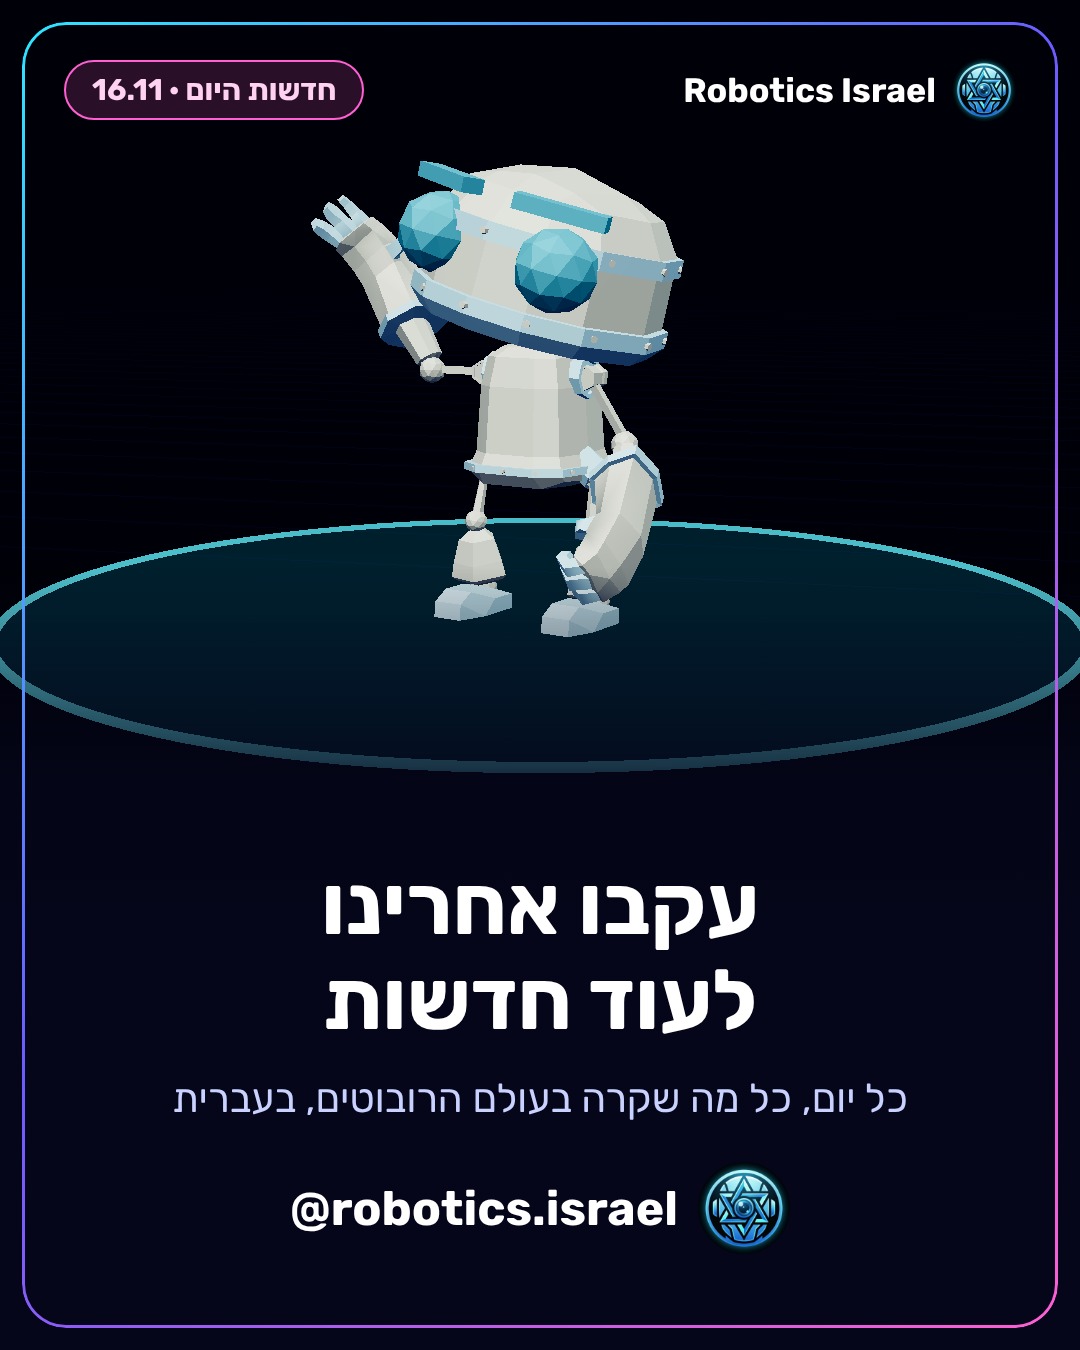 Robotics Israel
חדשות היום • 16.11
עקבו אחרינו
לעוד חדשות
כל יום, כל מה שקרה בעולם הרובוטים, בעברית
@robotics.israel